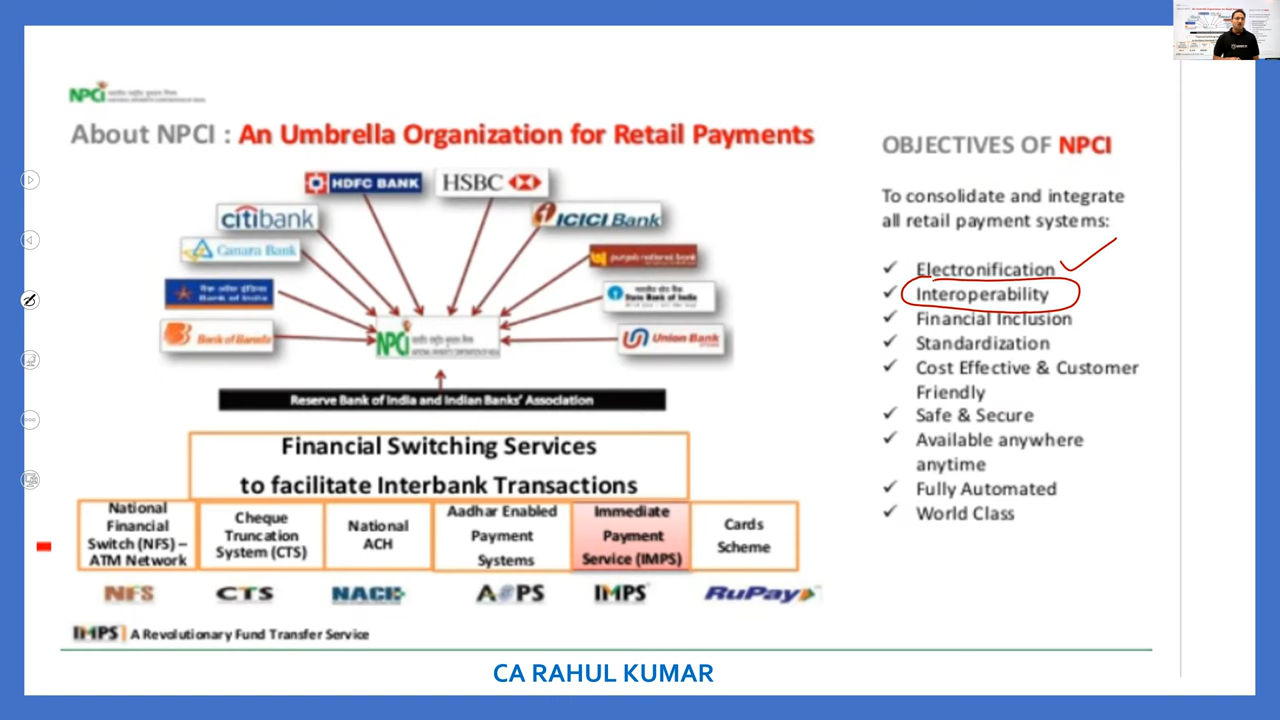 NPCI
About NPCI : An Umbrella Organization for Retail Payments
HDFC BANK
HSBC
citibank
ICICI Bank
Canara Bank
punjab national bank
Bank of India
State Bank of India
Bank of Baroda
NPCI
Union Bank
Reserve Bank of India and Indian Banks' Association
Financial Switching Services
to facilitate Interbank Transactions
National
Financial
Switch (NFS) –
ATM Network
Cheque
Truncation
System (CTS)
National
ACH
Aadhar Enabled
Payment
Systems
Immediate
Payment
Service (IMPS)
Cards
Scheme
NFS
CTS
NACH
AePS
IMPS
RuPay
IMPS | A Revolutionary Fund Transfer Service
OBJECTIVES OF NPCI
To consolidate and integrate
all retail payment systems:
Electronification
Interoperability
Financial Inclusion
Standardization
Cost Effective & Customer
Friendly
Safe & Secure
Available anywhere
anytime
Fully Automated
World Class
CA RAHUL KUMAR